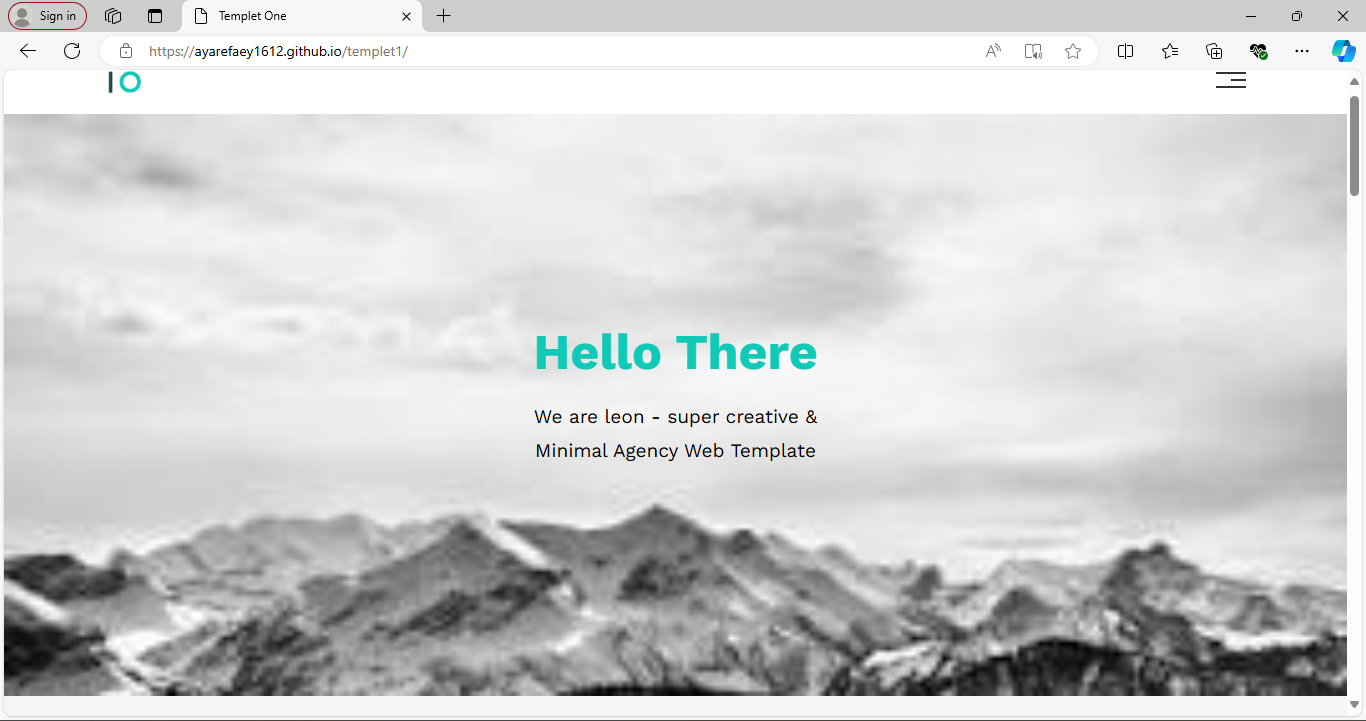 Sign in
Templet One
https://ayarefaey1612.github.io/templet1/
Hello There
We are leon - super creative &
Minimal Agency Web Template